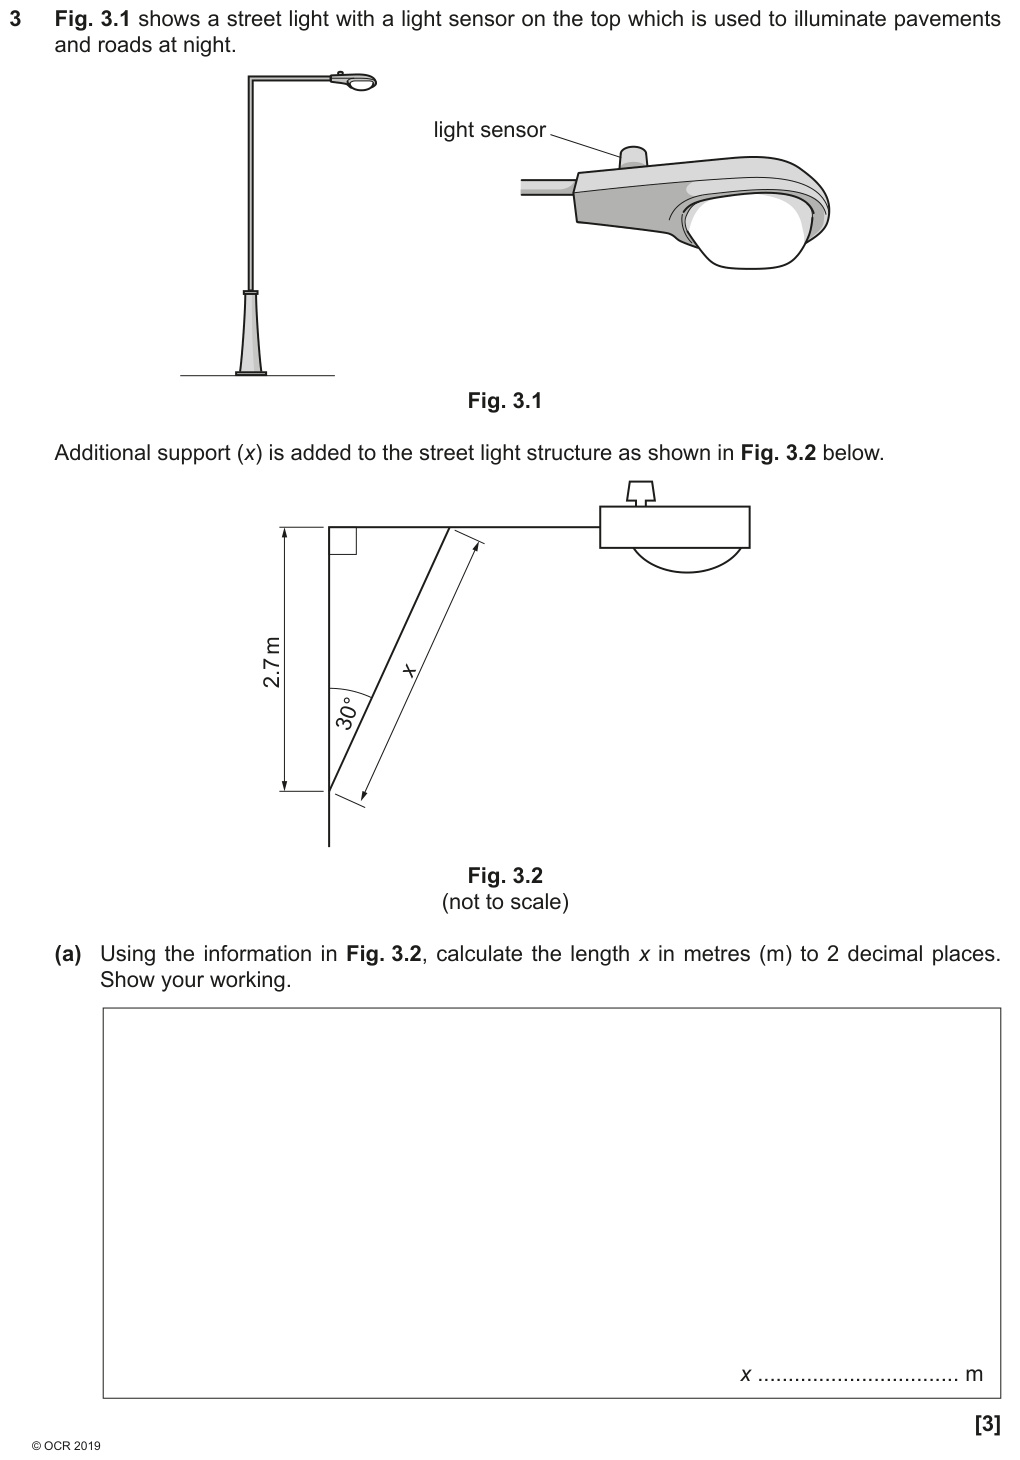 3 Fig. 3.1 shows a street light with a light sensor on the top which is used to illuminate pavements
and roads at night.
light sensor
Fig. 3.1
Additional support (x) is added to the street light structure as shown in Fig. 3.2 below.
2.7 m
30°
x
Fig. 3.2
(not to scale)
(a) Using the information in Fig. 3.2, calculate the length x in metres (m) to 2 decimal places.
Show your working.
x ................................. m
[3]
© OCR 2019